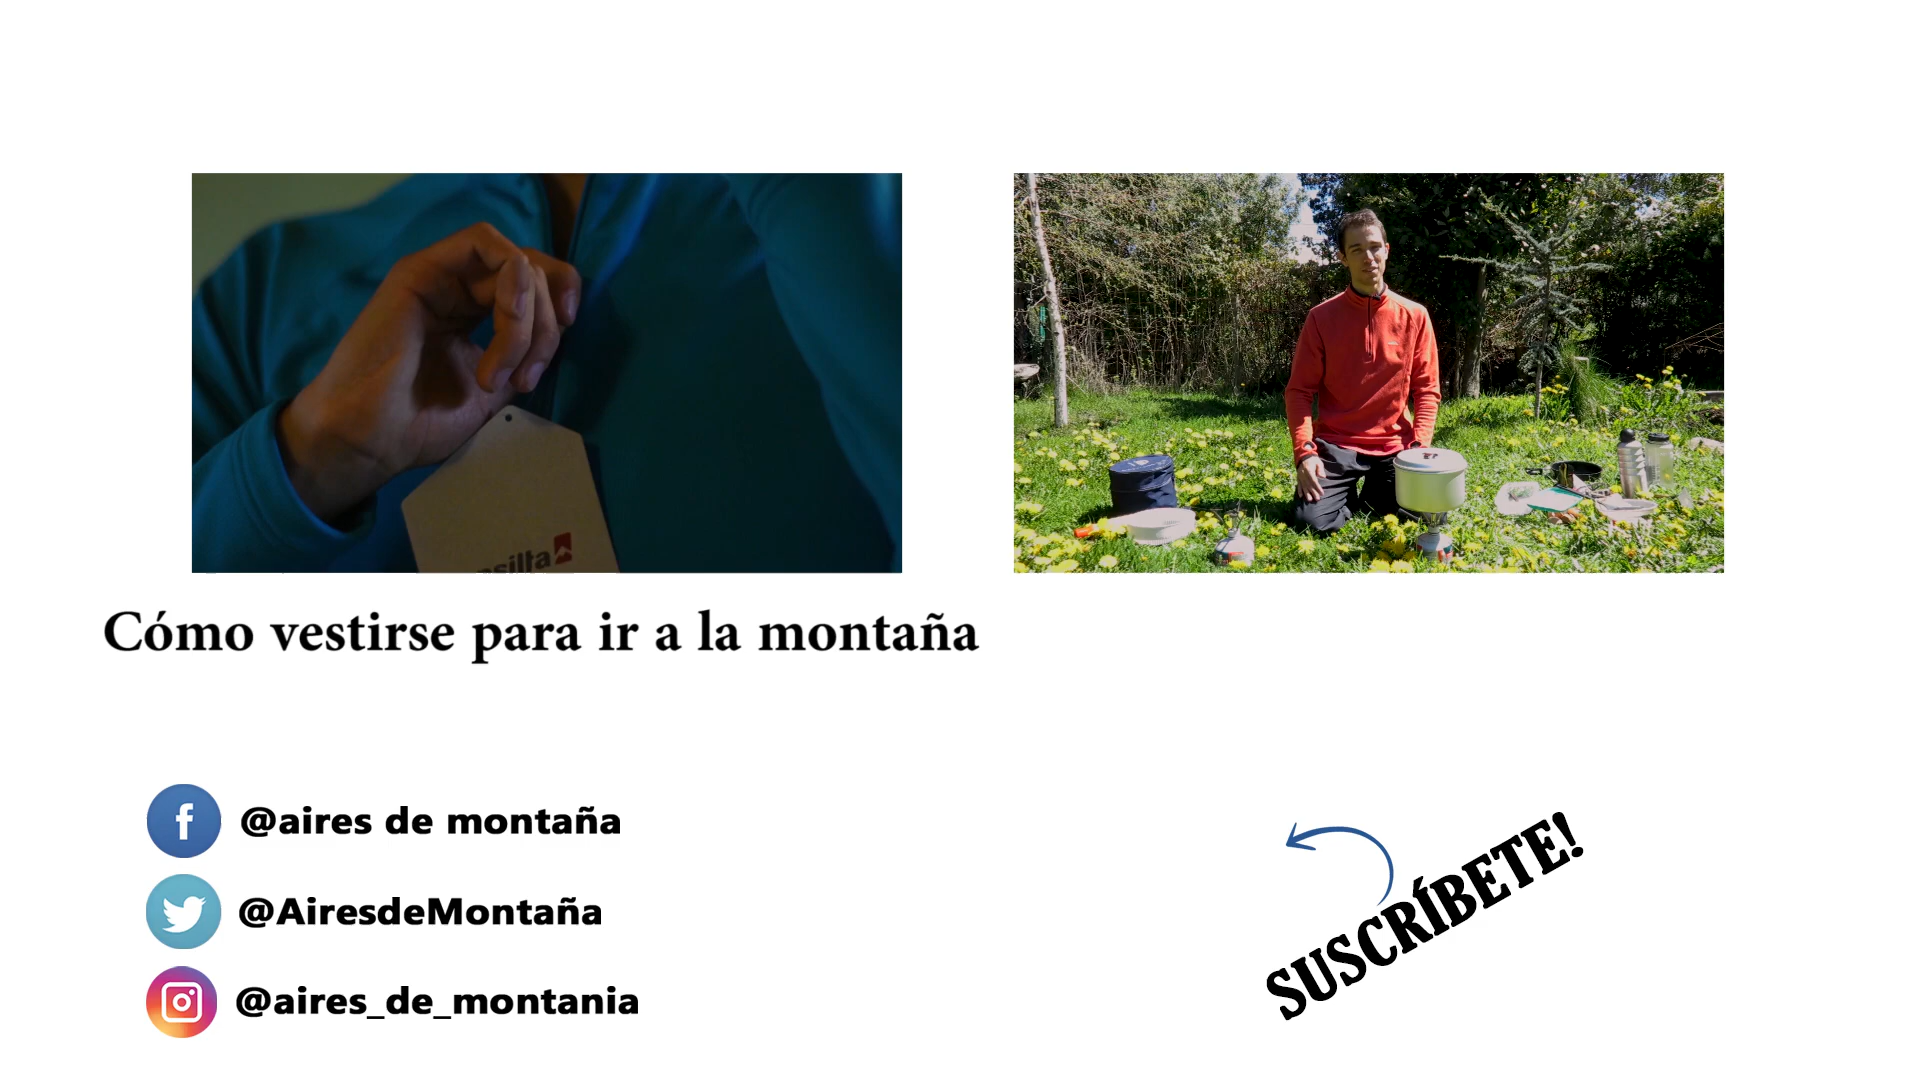 Cómo vestirse para ir a la montaña
@aires de montaña
@AiresdeMontaña
@aires_de_montania
SUSCRÍBETE!